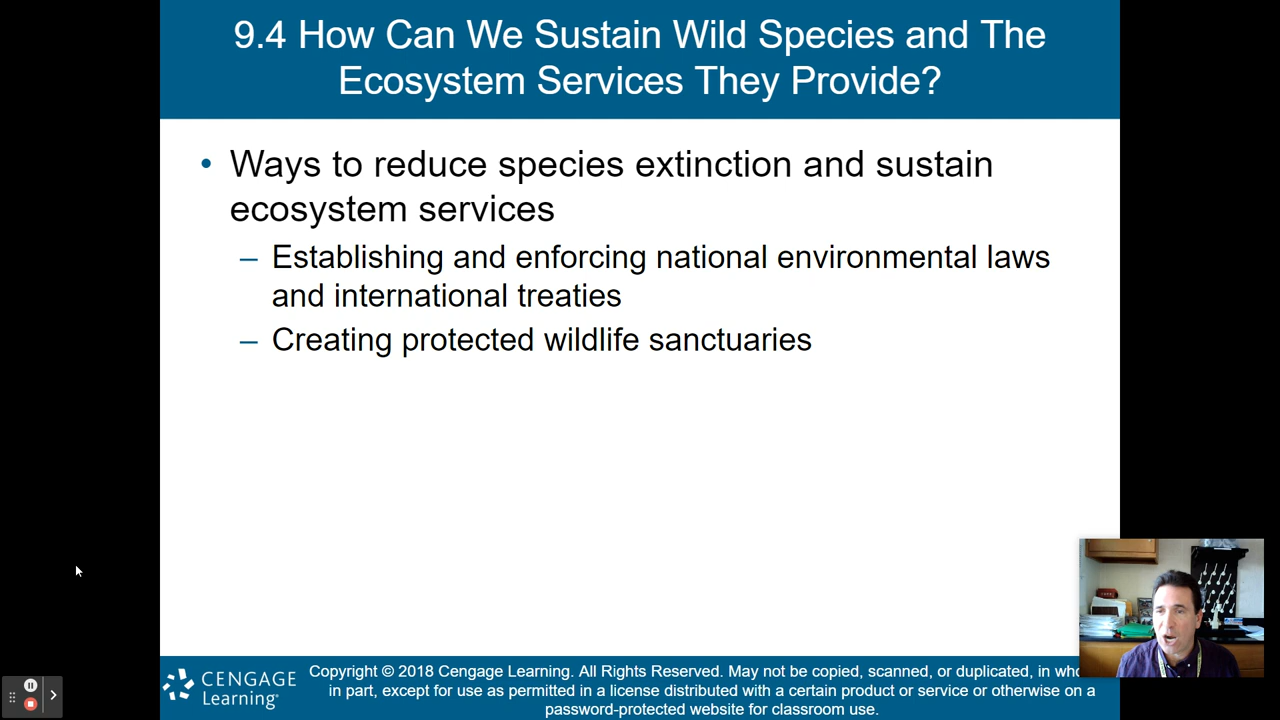 9.4 How Can We Sustain Wild Species and The
Ecosystem Services They Provide?
• Ways to reduce species extinction and sustain
ecosystem services
– Establishing and enforcing national environmental laws
and international treaties
– Creating protected wildlife sanctuaries
CENGAGE
Learning®
Copyright © 2018 Cengage Learning. All Rights Reserved. May not be copied, scanned, or duplicated, in
in part, except for use as permitted in a license distributed with a certain product or service or otherwise on a
password-protected website for classroom use.